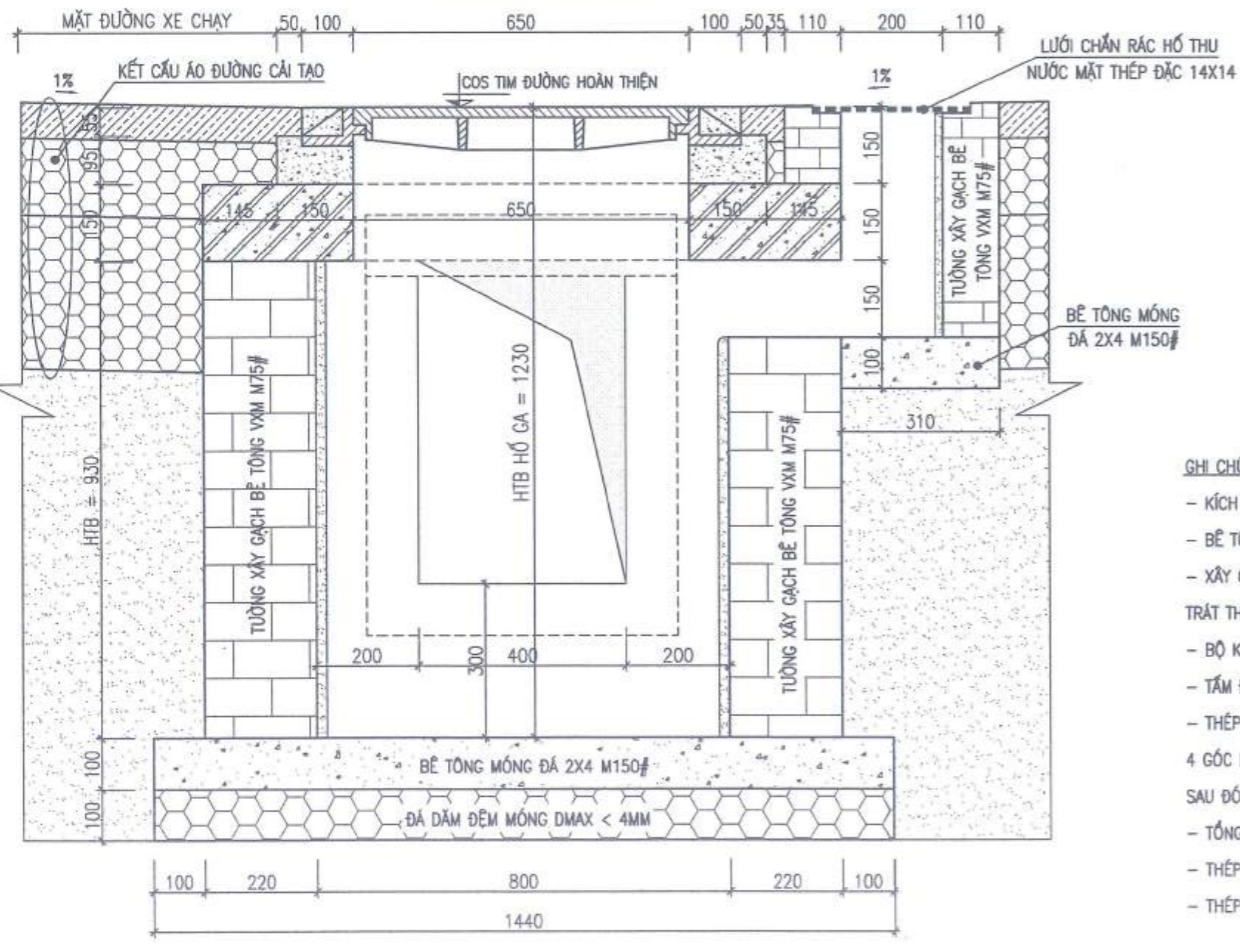 MẶT ĐƯỜNG XE CHẠY
50 100 650 100 50 35 110 200 110
LƯỚI CHẮN RÁC HỐ THU
NƯỚC MẶT THÉP ĐẶC 14X14
1%
KẾT CẤU ÁO ĐƯỜNG CẢI TẠO
COS TIM ĐƯỜNG HOÀN THIỆN
1%
95
150
145 150 650 150 145
150
150
150
100
TƯỜNG XÂY GẠCH BÊ
TÔNG VXM M75#
BÊ TÔNG MÓNG
ĐÁ 2X4 M150#
310
HTB = 930
TƯỜNG XÂY GẠCH BÊ TÔNG VXM M75#
HTB HỐ GA = 1230
TƯỜNG XÂY GẠCH BÊ TÔNG VXM M75#
200 400 200
300
100
BÊ TÔNG MÓNG ĐÁ 2X4 M150#
100
ĐÁ DĂM ĐỆM MÓNG DMAX < 4MM
100 220 800 220 100
1440
GHI CHÚ
- KÍCH
- BÊ TÔ
- XÂY
TRÁT TH
- BỘ K
- TẤM
- THÉP
4 GÓC
SAU ĐÓ
- TỔNG
- THÉP
- THÉP